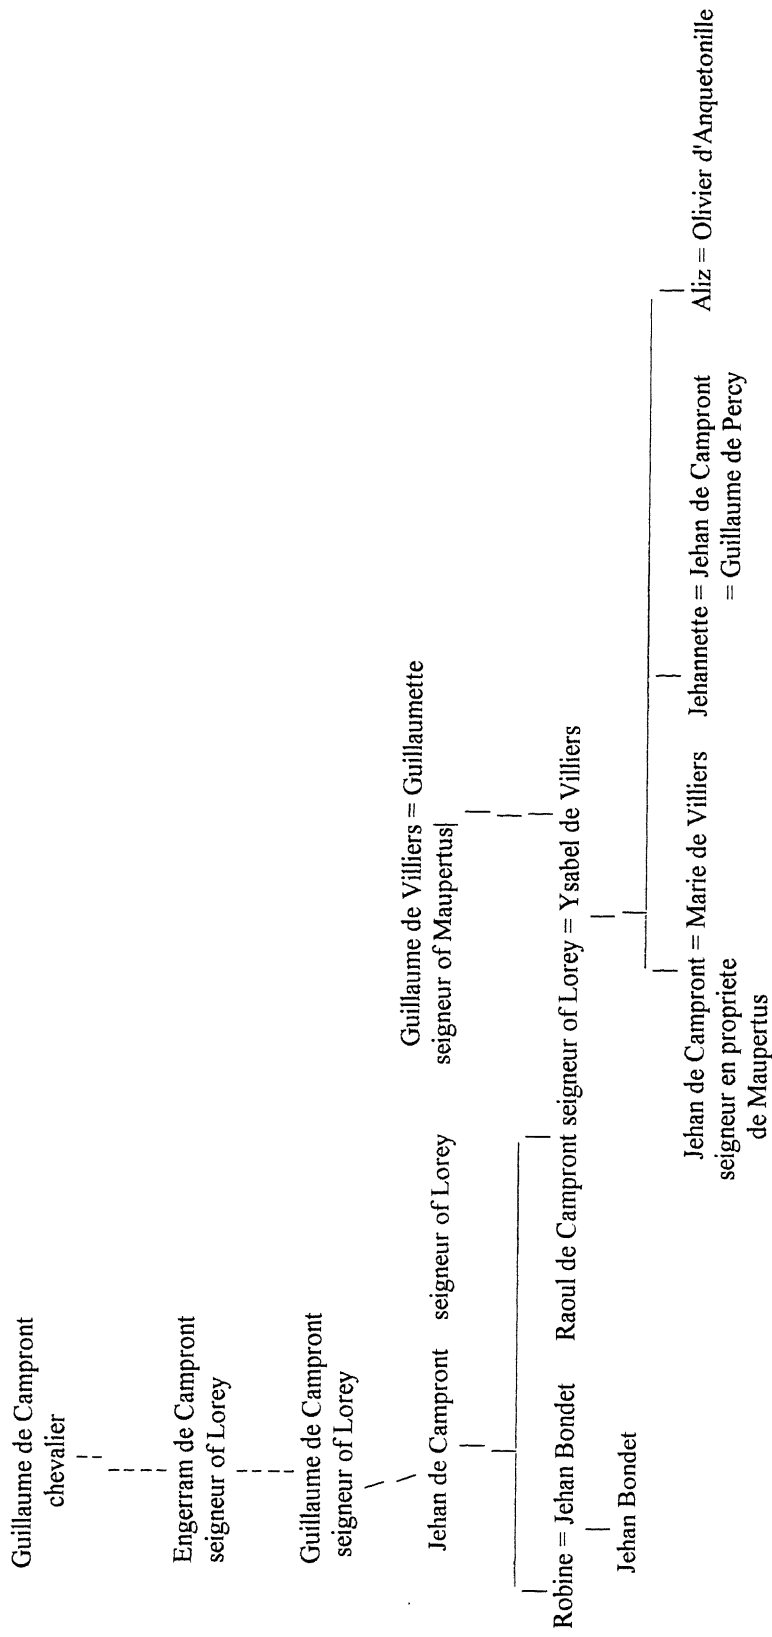 Guillaume de Campront
chevalier
Engerram de Campront
seigneur of Lorey
Guillaume de Campront
seigneur of Lorey
Jehan de Campront seigneur of Lorey
Guillaume de Villiers = Guillaumette
seigneur of Maupertus
Robine = Jehan Bondet
Raoul de Campront seigneur of Lorey = Ysabel de Villiers
Jehan Bondet
Jehan de Campront = Marie de Villiers
seigneur en propriete
de Maupertus
Jehannette = Jehan de Campront
= Guillaume de Percy
Aliz = Olivier d'Anquetonille